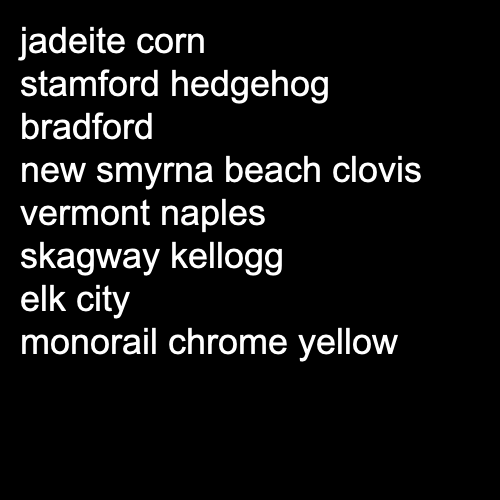 jadeite corn
stamford hedgehog
bradford
new smyrna beach clovis
vermont naples
skagway kellogg
elk city
monorail chrome yellow